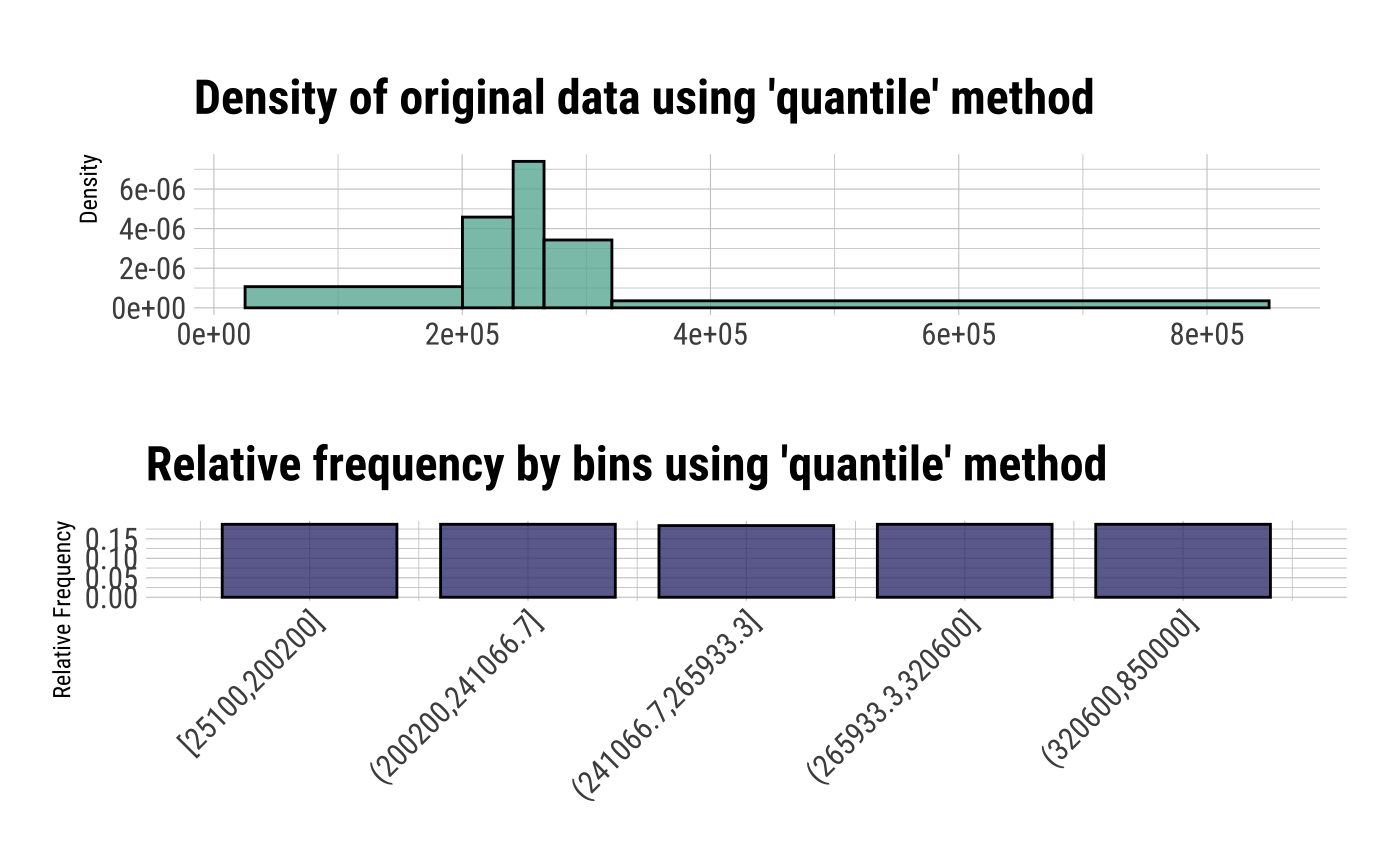 Density of original data using 'quantile' method
Density
6e-06
4e-06
2e-06
0e+00
0e+00 2e+05 4e+05 6e+05 8e+05
Relative frequency by bins using 'quantile' method
Relative Frequency
0.15
0.10
0.05
0.00
[25100,200200]
(200200,241066.7]
(241066.7,265933.3]
(265933.3,320600]
(320600,850000]